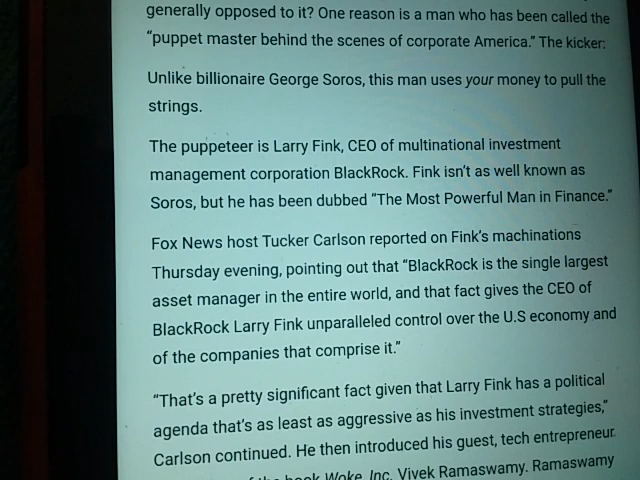 generally opposed to it? One reason is a man who has been called the
“puppet master behind the scenes of corporate America.” The kicker:
Unlike billionaire George Soros, this man uses your money to pull the
strings.
The puppeteer is Larry Fink, CEO of multinational investment
management corporation BlackRock. Fink isn’t as well known as
Soros, but he has been dubbed “The Most Powerful Man in Finance.”
Fox News host Tucker Carlson reported on Fink’s machinations
Thursday evening, pointing out that “BlackRock is the single largest
asset manager in the entire world, and that fact gives the CEO of
BlackRock Larry Fink unparalleled control over the U.S economy and
of the companies that comprise it.”
“That’s a pretty significant fact given that Larry Fink has a political
agenda that’s as least as aggressive as his investment strategies,”
Carlson continued. He then introduced his guest, tech entrepreneur
of the book Woke, Inc. Vivek Ramaswamy. Ramaswamy